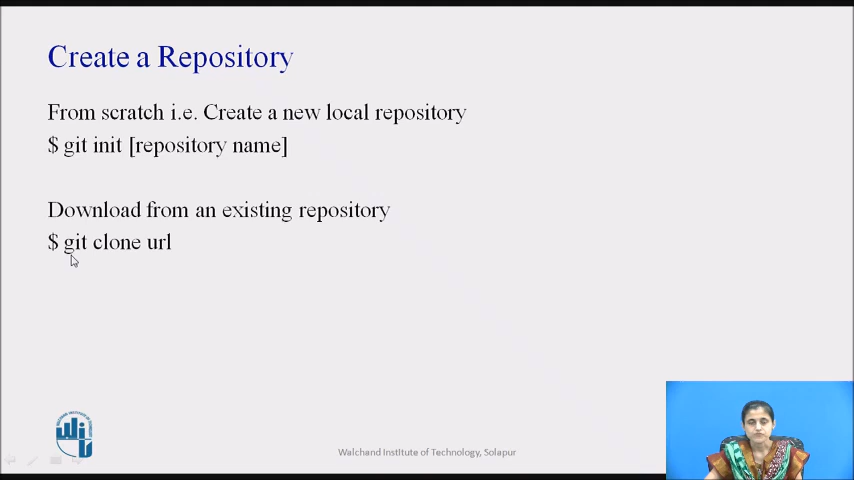 Create a Repository
From scratch i.e. Create a new local repository
$ git init [repository name]
Download from an existing repository
$ git clone url
Walchand Institute of Technology, Solapur